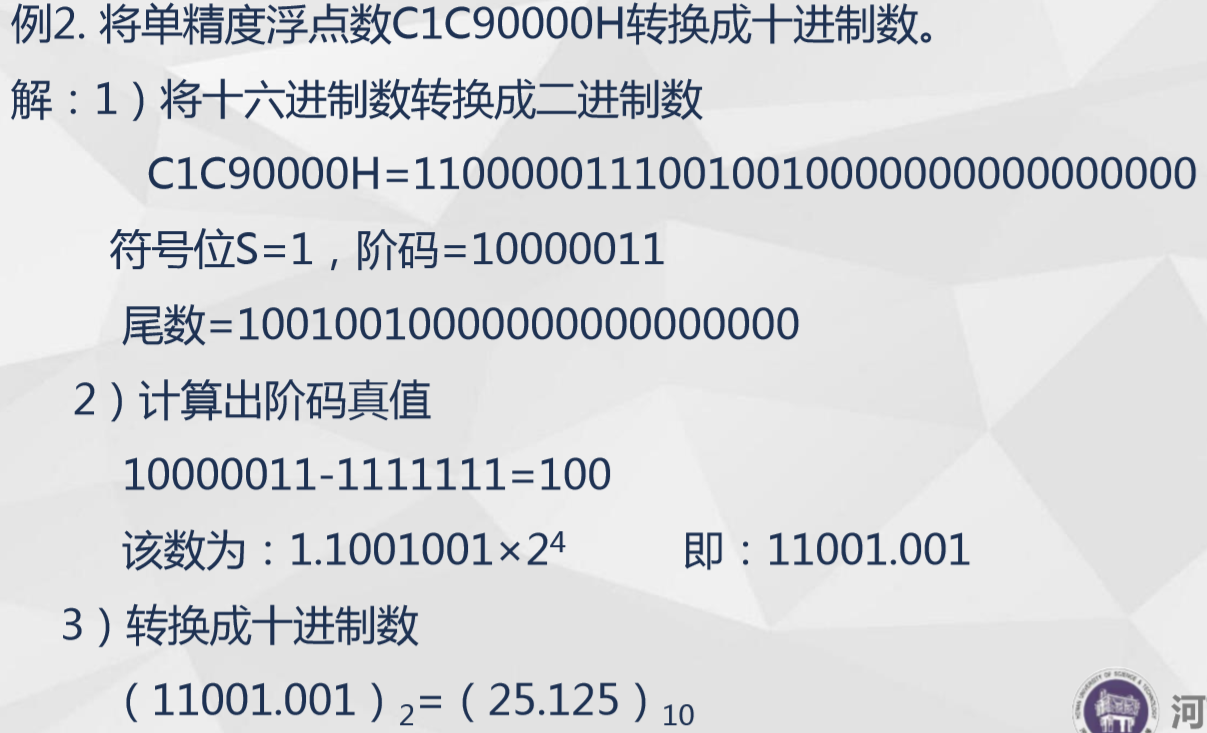 例2. 将单精度浮点数C1C90000H转换成十进制数。
解：1）将十六进制数转换成二进制数
C1C90000H=11000001110010010000000000000000
符号位S=1，阶码=10000011
尾数=10010010000000000000000
2）计算出阶码真值
10000011-1111111=100
该数为：1.1001001×2⁴ 即：11001.001
3）转换成十进制数
（11001.001）₂=（25.125）₁₀
河